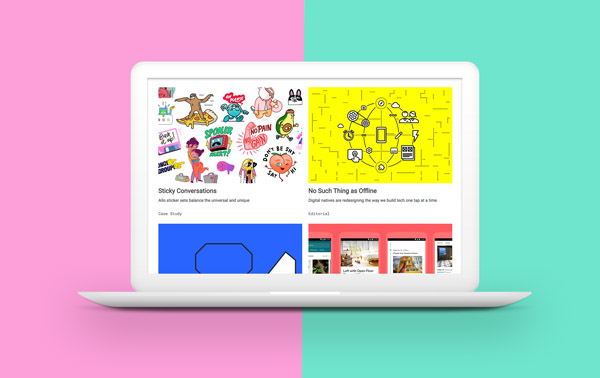 SPOILER
ALERT!
NO PAIN
NO GAIN
DON'T BE SHY
SAY HI
Sticky Conversations
Allo sticker sets balance the universal and unique
Case Study
No Such Thing as Offline
Digital natives are redesigning the way we build tech one tap at a time
Editorial
Left with Open Floor